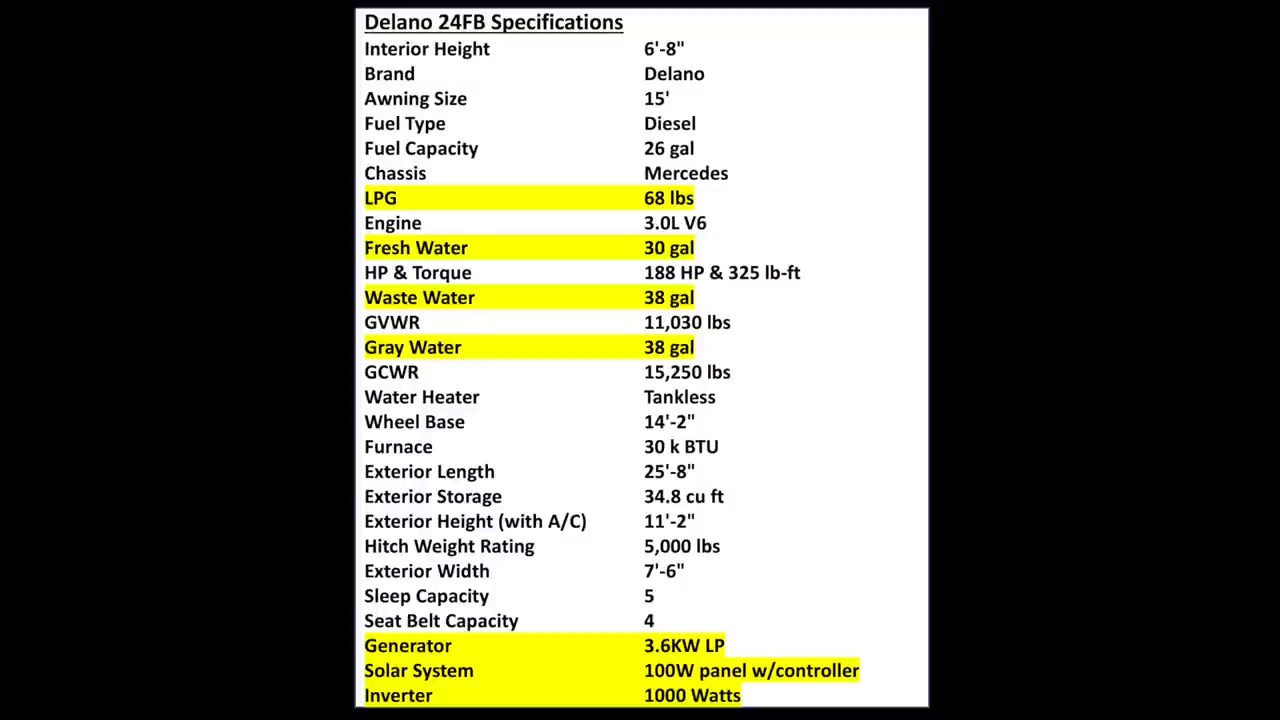 Delano 24FB Specifications
Interior Height 6'-8"
Brand Delano
Awning Size 15'
Fuel Type Diesel
Fuel Capacity 26 gal
Chassis Mercedes
LPG 68 lbs
Engine 3.0L V6
Fresh Water 30 gal
HP & Torque 188 HP & 325 lb-ft
Waste Water 38 gal
GVWR 11,030 lbs
Gray Water 38 gal
GCWR 15,250 lbs
Water Heater Tankless
Wheel Base 14'-2"
Furnace 30 k BTU
Exterior Length 25'-8"
Exterior Storage 34.8 cu ft
Exterior Height (with A/C) 11'-2"
Hitch Weight Rating 5,000 lbs
Exterior Width 7'-6"
Sleep Capacity 5
Seat Belt Capacity 4
Generator 3.6KW LP
Solar System 100W panel w/controller
Inverter 1000 Watts